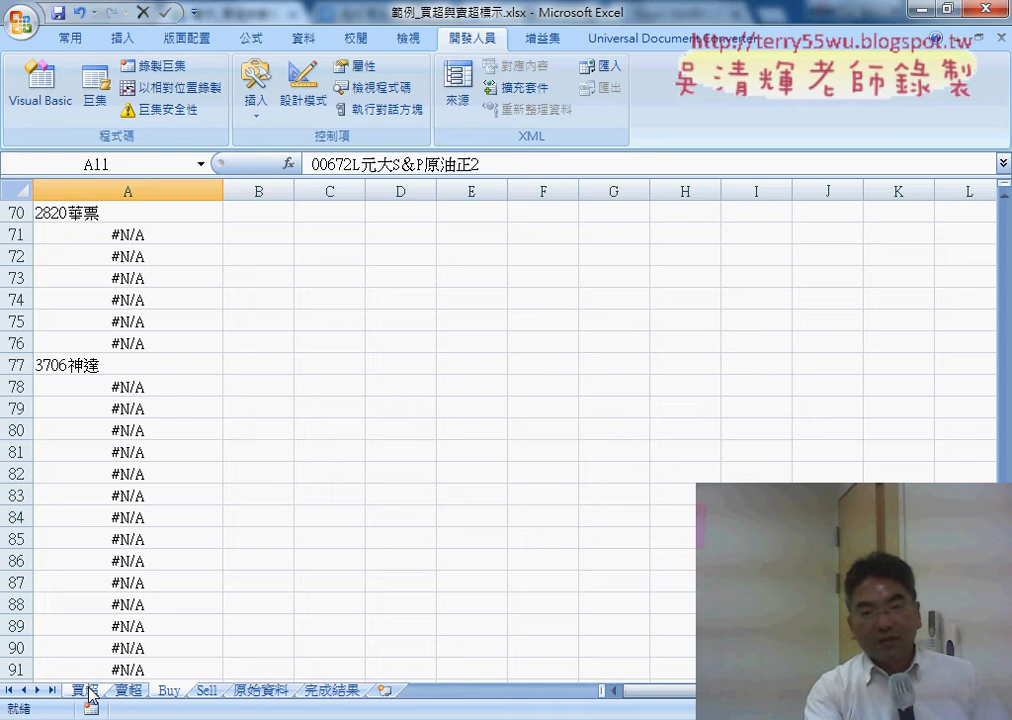 範例_買超與賣超標示.xlsx - Microsoft Excel
常用 插入 版面配置 公式 資料 校閱 檢視 開發人員 增益集 Universal Document Converter
http://terry55wu.blogspot.tw
吳清輝老師錄製
Visual Basic
巨集
錄製巨集
以相對位置錄製
巨集安全性
程式碼
插入
設計模式
屬性
檢視程式碼
執行對話方塊
控制項
來源
對應內容
擴充套件
重新整理資料
匯入
匯出
XML
A11 fx 00672L元大S&P原油正2
A B C D E F G H I J K L
70 2820華票
71 #N/A
72 #N/A
73 #N/A
74 #N/A
75 #N/A
76 #N/A
77 3706神達
78 #N/A
79 #N/A
80 #N/A
81 #N/A
82 #N/A
83 #N/A
84 #N/A
85 #N/A
86 #N/A
87 #N/A
88 #N/A
89 #N/A
90 #N/A
91 #N/A
買超 賣超 Buy Sell 原始資料 完成結果
就緒